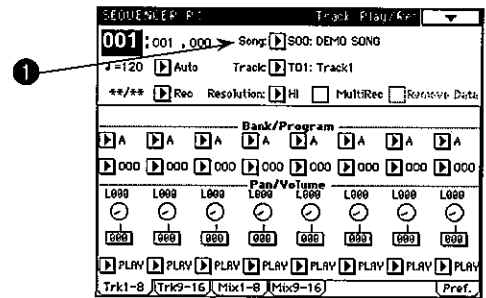 SEQUENCER P1 Track Play/Rec
001:001,000 Song: S00: DEMO SONG
1 ♩=120 Auto Track: T01: Track1
**/** Rec Resolution: HI MultiRec Remove Data
Bank/Program
A A A A A A A A
000 000 000 000 000 000 000 000
Pan/Volume
L000 L000 L000 L000 L000 L000 L000 L000
000 000 000 000 000 000 000 000
PLAY PLAY PLAY PLAY PLAY PLAY PLAY PLAY
Trk1-8 Trk9-16 Mix1-8 Mix9-16 Pref.